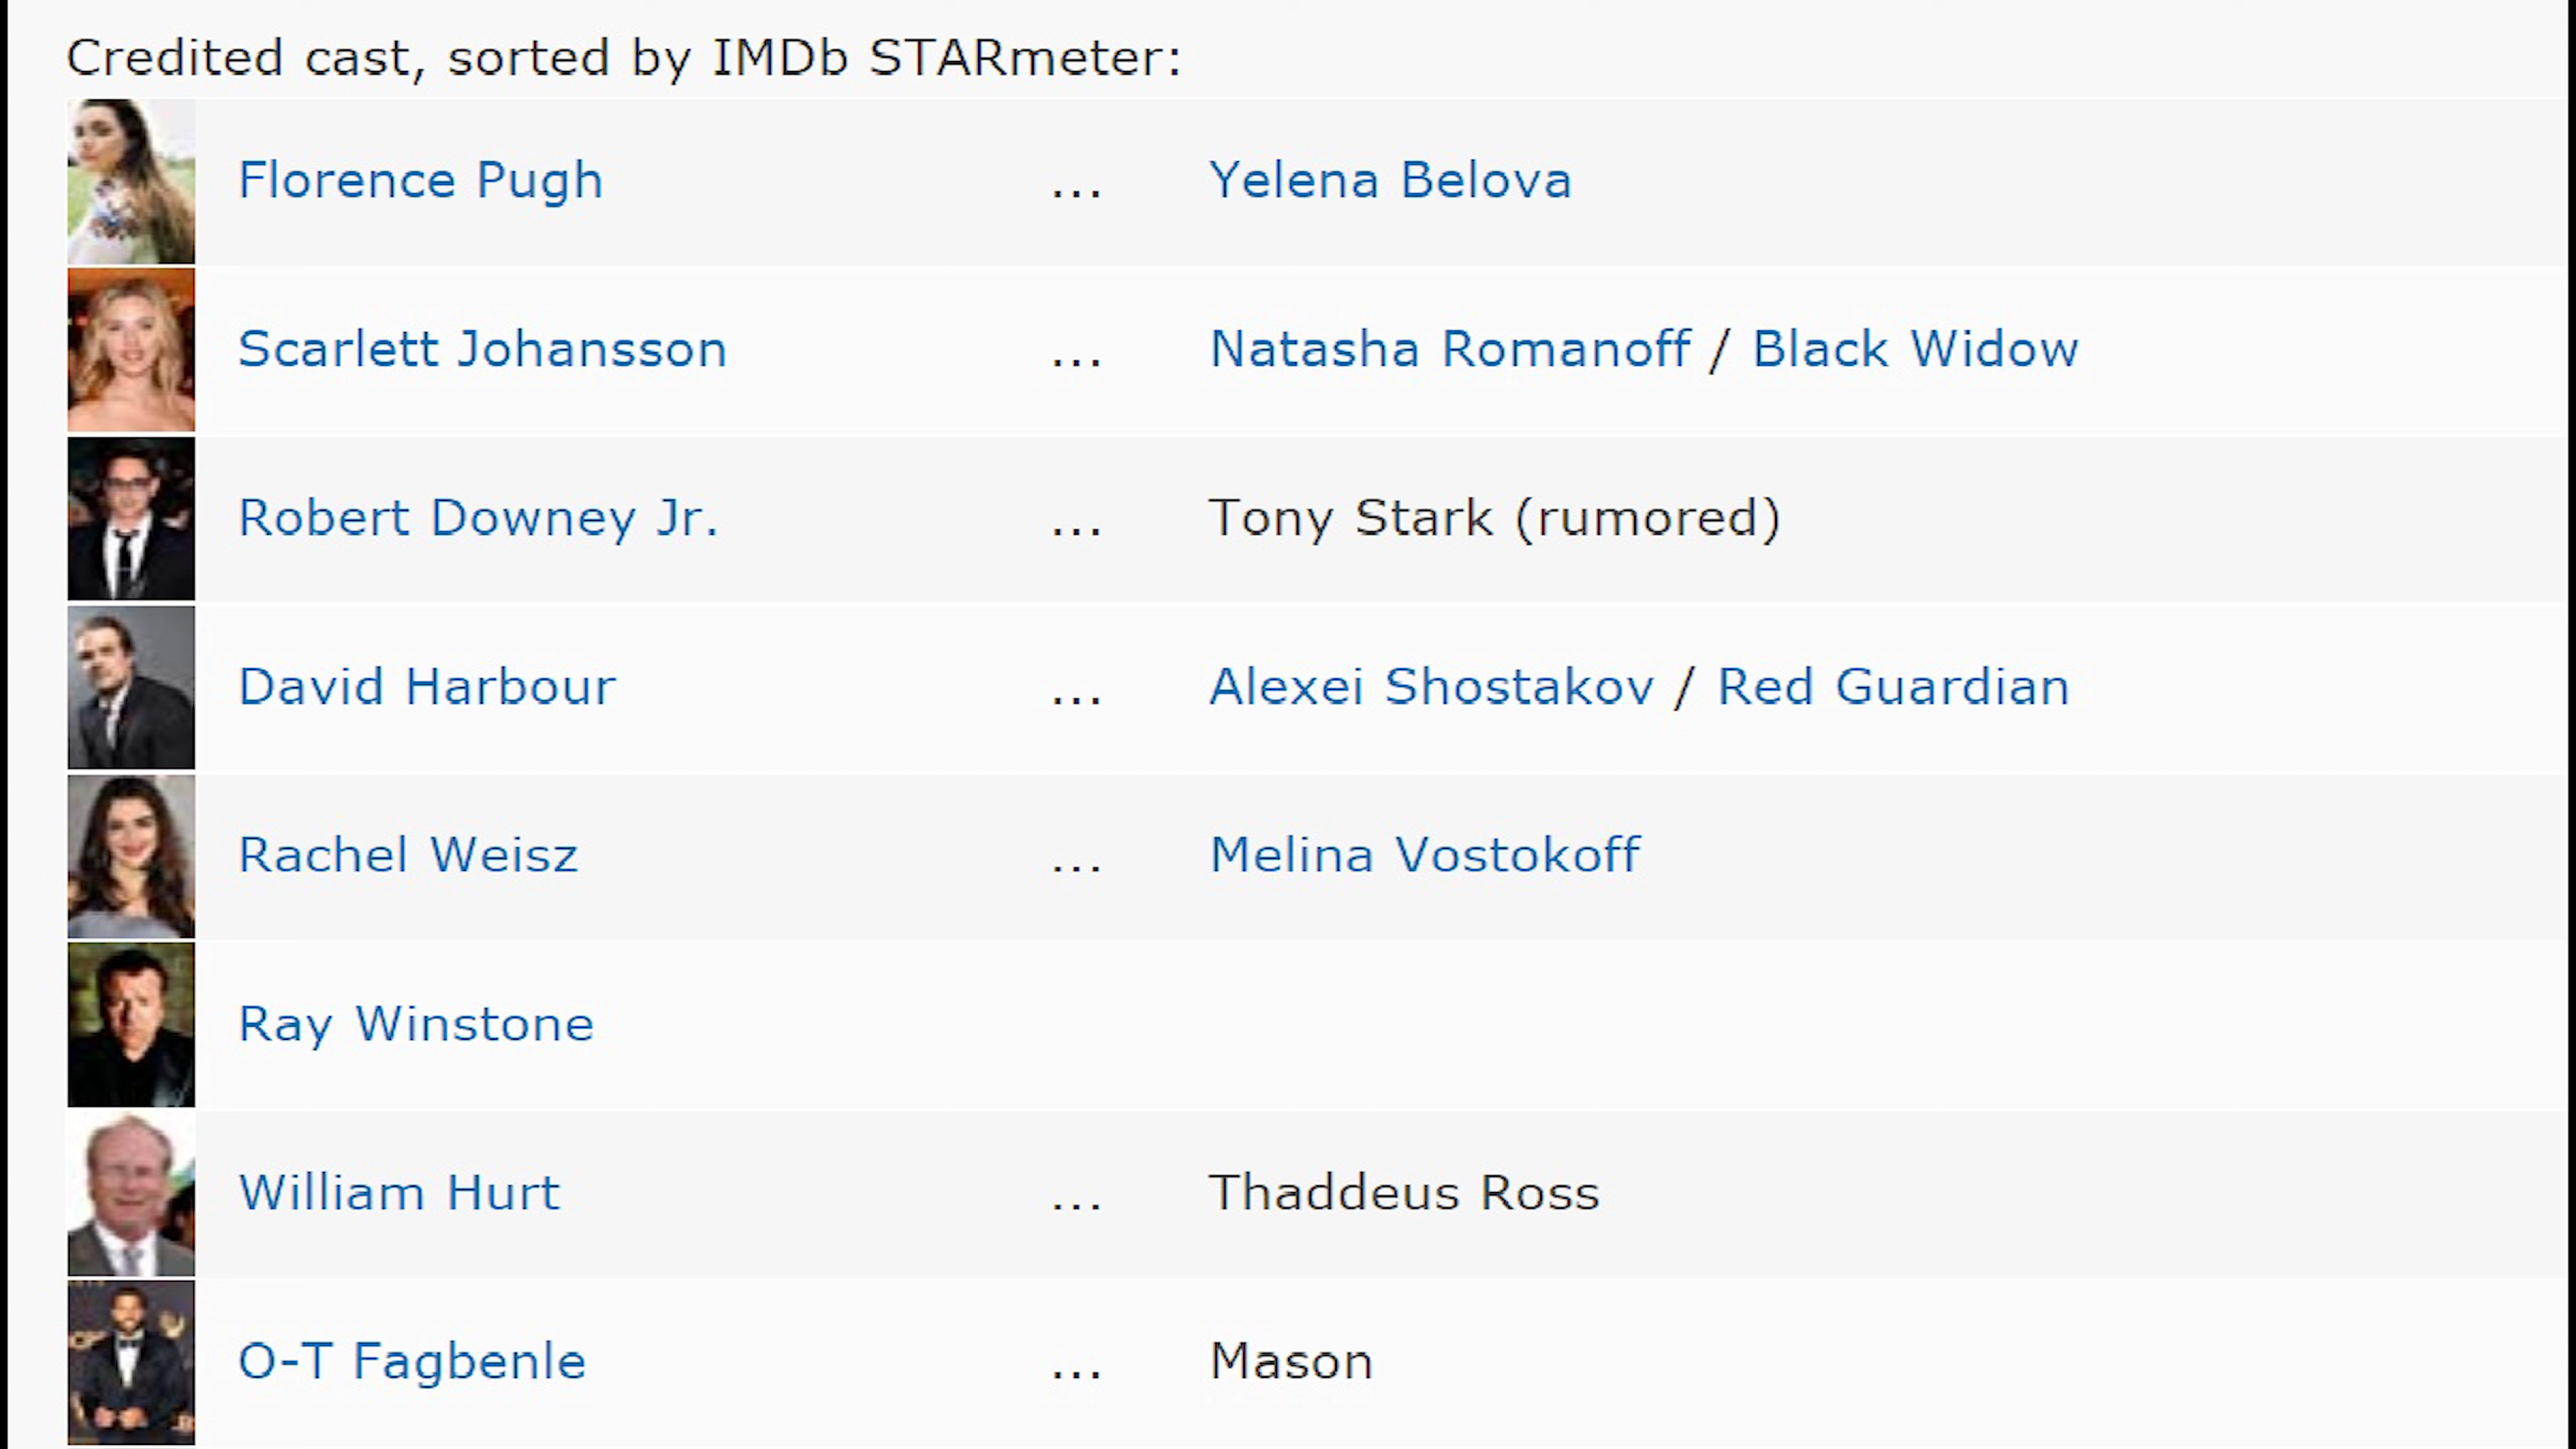 Credited cast, sorted by IMDb STARmeter:
Florence Pugh ... Yelena Belova
Scarlett Johansson ... Natasha Romanoff / Black Widow
Robert Downey Jr. ... Tony Stark (rumored)
David Harbour ... Alexei Shostakov / Red Guardian
Rachel Weisz ... Melina Vostokoff
Ray Winstone
William Hurt ... Thaddeus Ross
O-T Fagbenle ... Mason